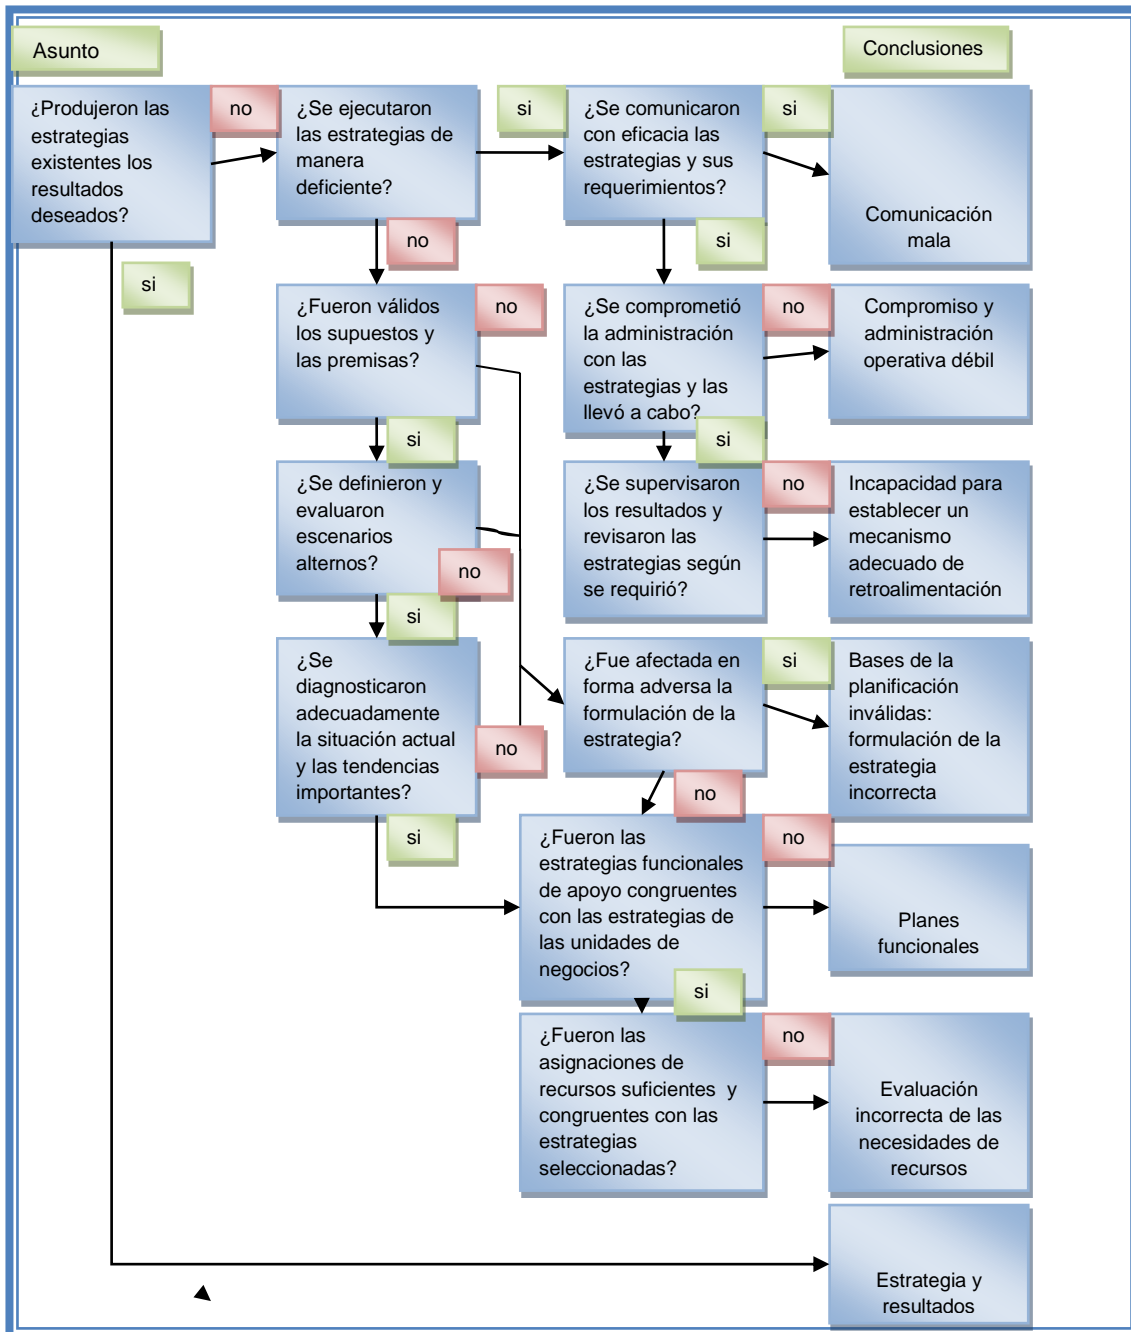 Asunto
Conclusiones
¿Produjeron las
estrategias
existentes los
resultados
deseados?
no
¿Se ejecutaron
las estrategias de
manera
deficiente?
si
¿Se comunicaron
con eficacia las
estrategias y sus
requerimientos?
si
Comunicación
mala
si
no
si
¿Fueron válidos
los supuestos y
las premisas?
no
¿Se comprometió
la administración
con las
estrategias y las
llevó a cabo?
no
Compromiso y
administración
operativa débil
si
si
¿Se definieron y
evaluaron
escenarios
alternos?
no
¿Se supervisaron
los resultados y
revisaron las
estrategias según
se requirió?
no
Incapacidad para
establecer un
mecanismo
adecuado de
retroalimentación
si
¿Se
diagnosticaron
adecuadamente
la situación actual
y las tendencias
importantes?
no
¿Fue afectada en
forma adversa la
formulación de la
estrategia?
si
Bases de la
planificación
inválidas:
formulación de la
estrategia
incorrecta
si
no
¿Fueron las
estrategias funcionales
de apoyo congruentes
con las estrategias de
las unidades de
negocios?
no
Planes
funcionales
si
¿Fueron las
asignaciones de
recursos suficientes y
congruentes con las
estrategias
seleccionadas?
no
Evaluación
incorrecta de las
necesidades de
recursos
Estrategia y
resultados